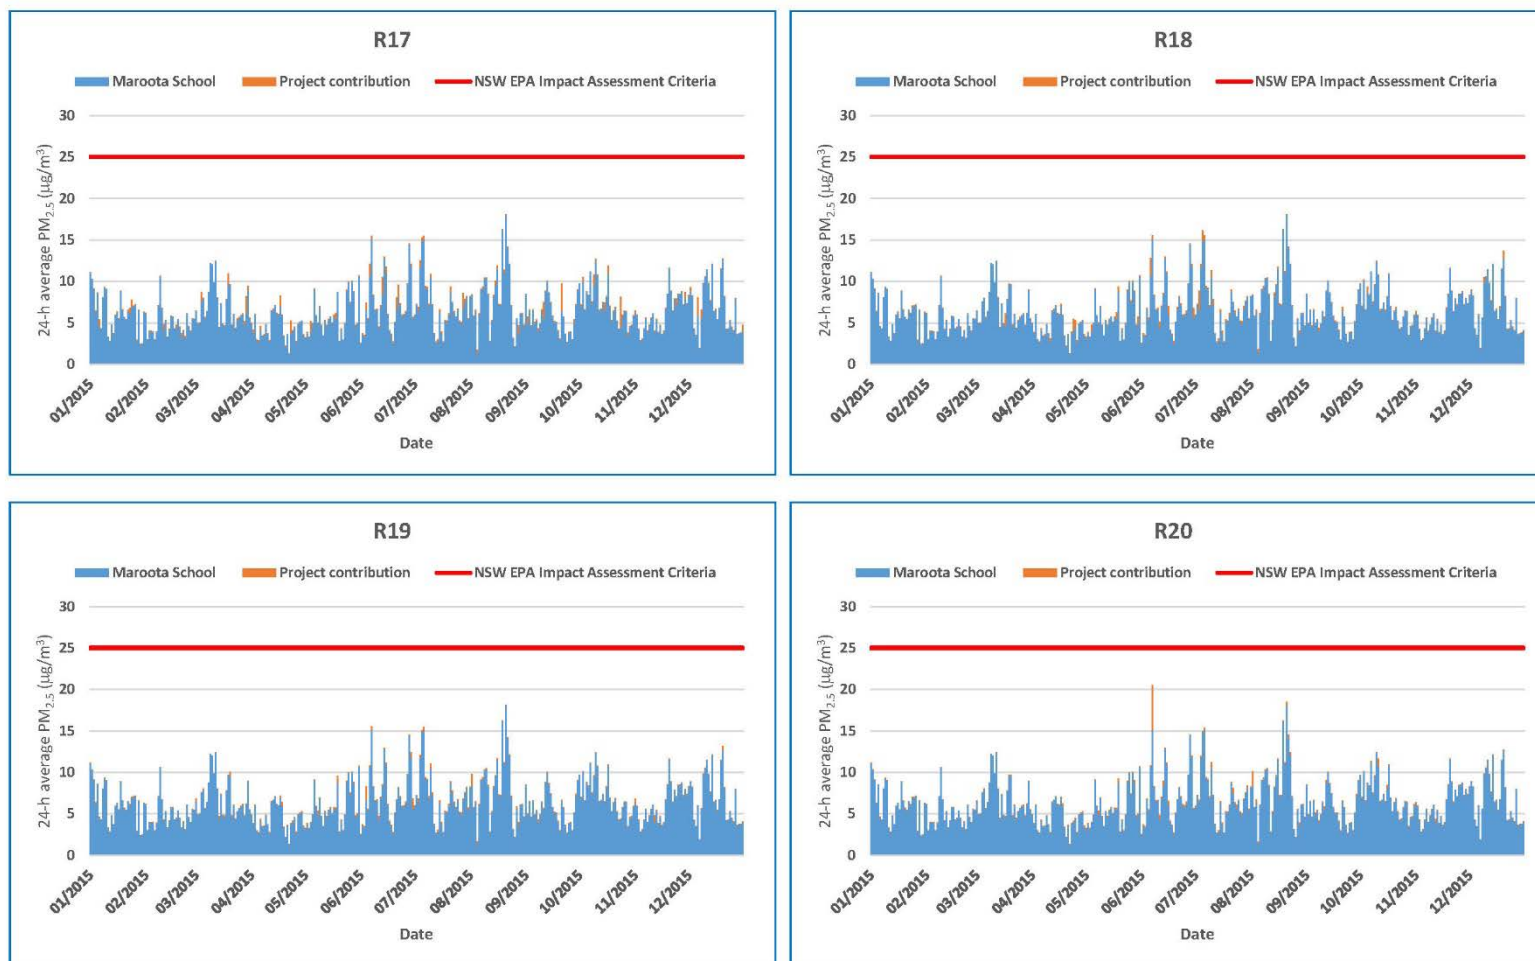 R17
Maroota School Project contribution NSW EPA Impact Assessment Criteria
24-h average PM2.5 (µg/m³)
30
25
20
15
10
5
0
01/2015 02/2015 03/2015 04/2015 05/2015 06/2015 07/2015 08/2015 09/2015 10/2015 11/2015 12/2015
Date
R18
Maroota School Project contribution NSW EPA Impact Assessment Criteria
24-h average PM2.5 (µg/m³)
30
25
20
15
10
5
0
01/2015 02/2015 03/2015 04/2015 05/2015 06/2015 07/2015 08/2015 09/2015 10/2015 11/2015 12/2015
Date
R19
Maroota School Project contribution NSW EPA Impact Assessment Criteria
24-h average PM2.5 (µg/m³)
30
25
20
15
10
5
0
01/2015 02/2015 03/2015 04/2015 05/2015 06/2015 07/2015 08/2015 09/2015 10/2015 11/2015 12/2015
Date
R20
Maroota School Project contribution NSW EPA Impact Assessment Criteria
24-h average PM2.5 (µg/m³)
30
25
20
15
10
5
0
01/2015 02/2015 03/2015 04/2015 05/2015 06/2015 07/2015 08/2015 09/2015 10/2015 11/2015 12/2015
Date